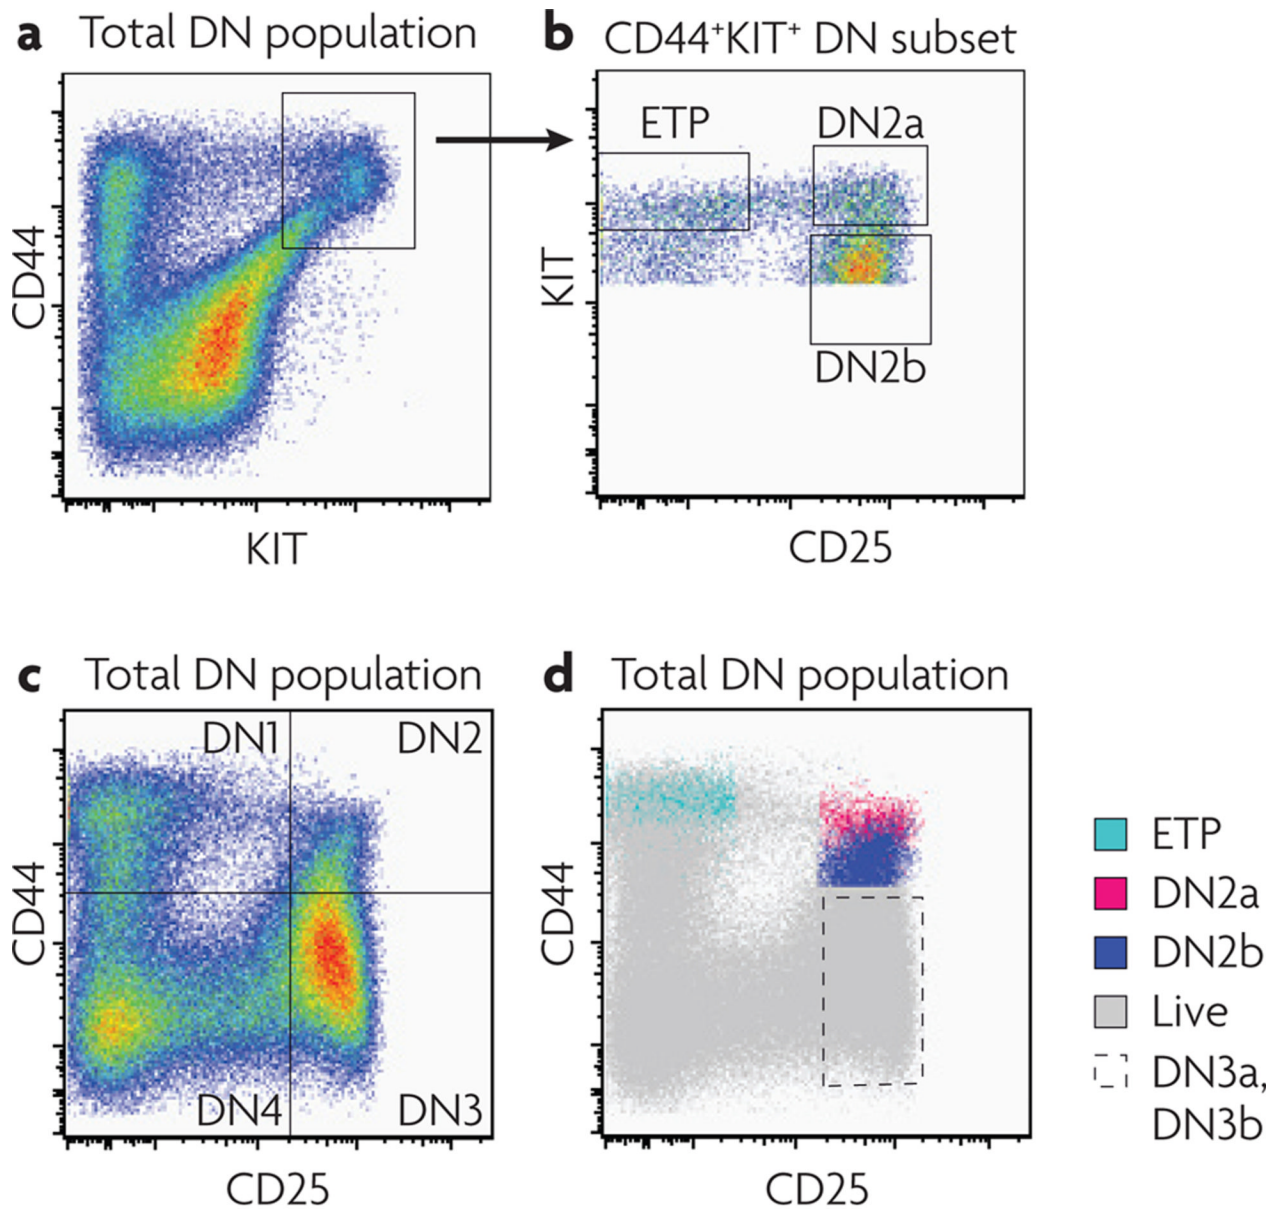 a Total DN population
CD44
KIT
b CD44⁺KIT⁺ DN subset
ETP
DN2a
DN2b
KIT
CD25
c Total DN population
DN1
DN2
CD44
DN4
DN3
CD25
d Total DN population
CD44
CD25
ETP
DN2a
DN2b
Live
DN3a,
DN3b